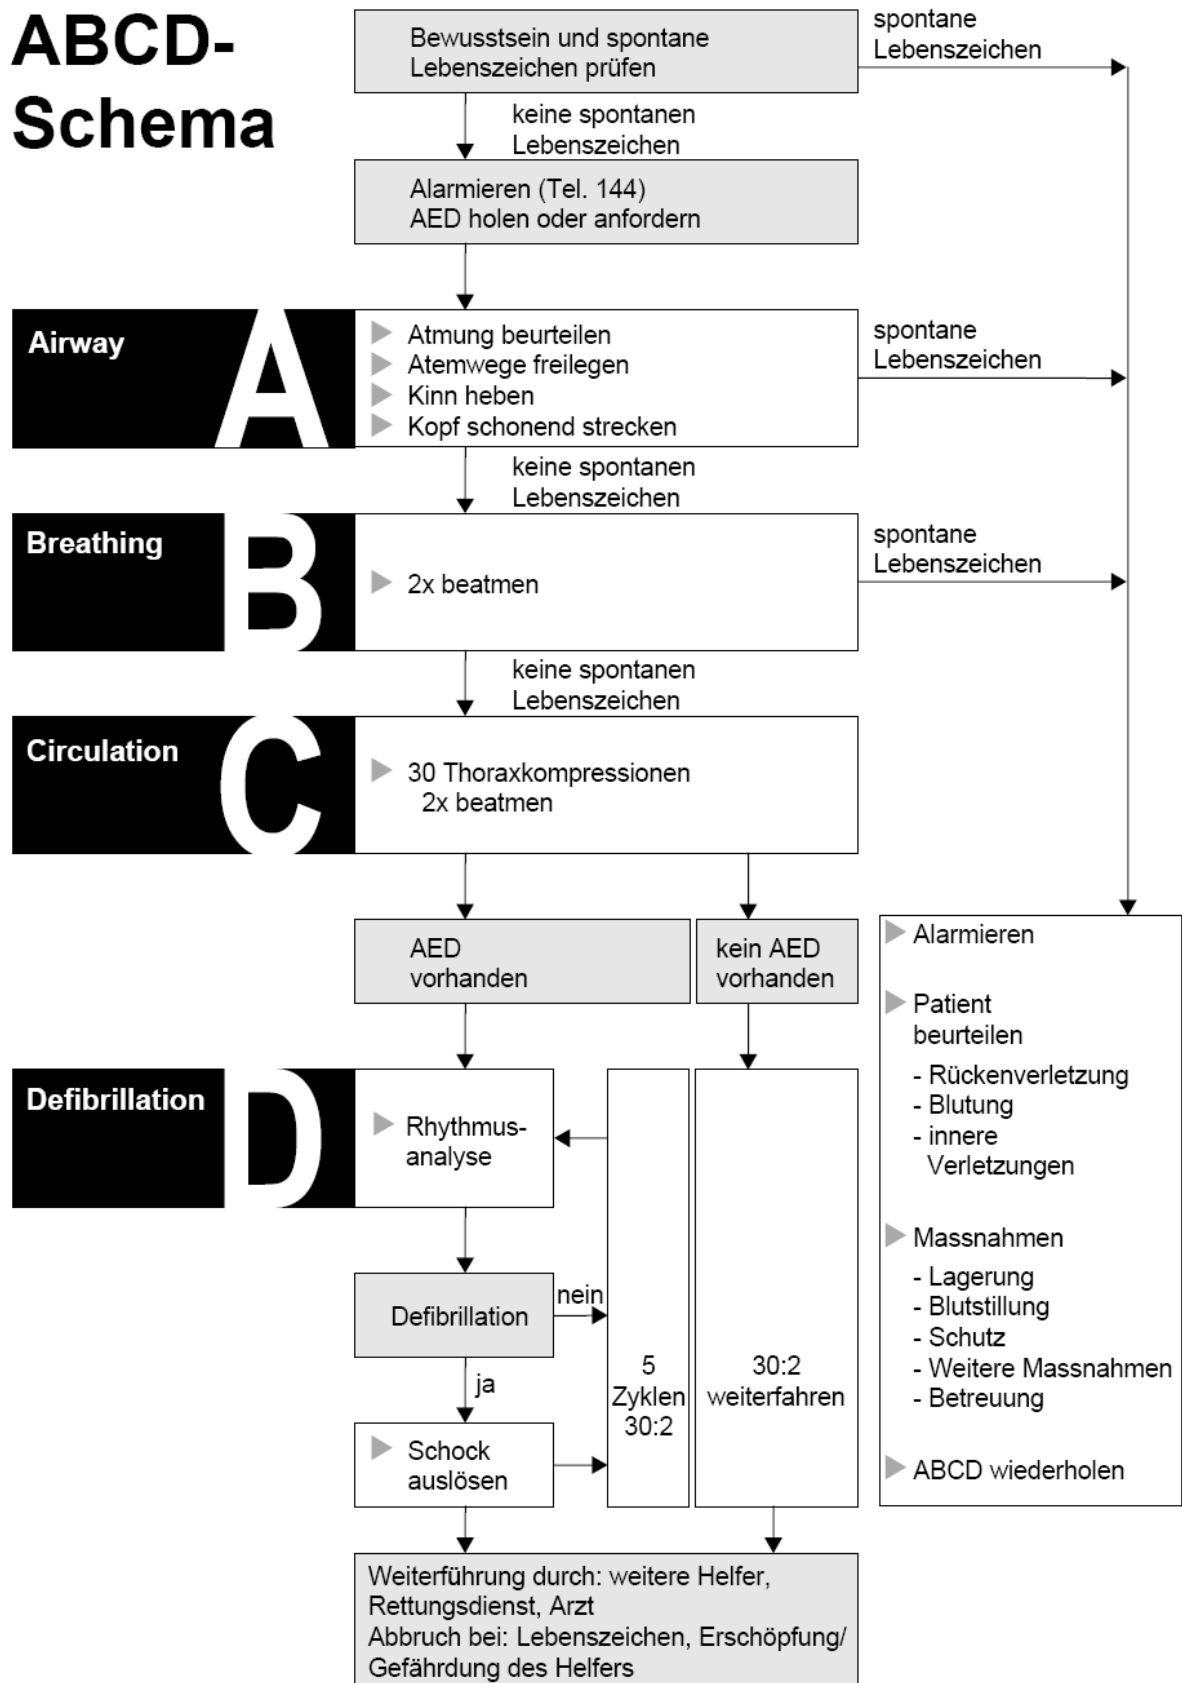 ABCD-
Schema
Bewusstsein und spontane
Lebenszeichen prüfen
spontane
Lebenszeichen
keine spontanen
Lebenszeichen
Alarmieren (Tel. 144)
AED holen oder anfordern
Airway
A
Atmung beurteilen
Atemwege freilegen
Kinn heben
Kopf schonend strecken
spontane
Lebenszeichen
keine spontanen
Lebenszeichen
Breathing
B
2x beatmen
spontane
Lebenszeichen
keine spontanen
Lebenszeichen
Circulation
C
30 Thoraxkompressionen
2x beatmen
AED
vorhanden
kein AED
vorhanden
Defibrillation
D
Rhythmus-
analyse
Defibrillation
nein
ja
Schock
auslösen
5
Zyklen
30:2
30:2
weiterfahren
Alarmieren
Patient
beurteilen
- Rückenverletzung
- Blutung
- innere
Verletzungen
Massnahmen
- Lagerung
- Blutstillung
- Schutz
- Weitere Massnahmen
- Betreuung
ABCD wiederholen
Weiterführung durch: weitere Helfer,
Rettungsdienst, Arzt
Abbruch bei: Lebenszeichen, Erschöpfung/
Gefährdung des Helfers